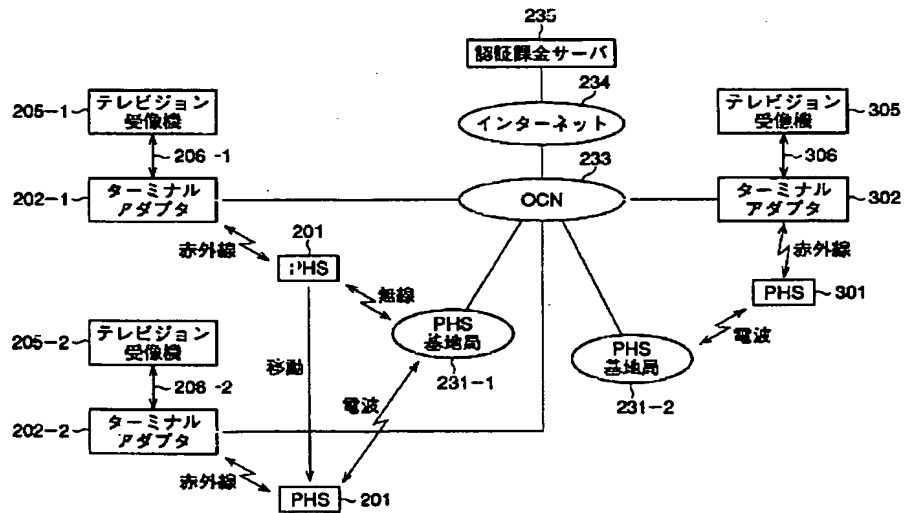 235
認証課金サーバ
234
インターネット
233
OCN
205-1
テレビジョン
受像機
206-1
202-1
ターミナル
アダプタ
赤外線
201
PHS
無線
PHS
基地局
231-1
移動
電波
205-2
テレビジョン
受像機
206-2
202-2
ターミナル
アダプタ
赤外線
PHS
201
テレビジョン
受像機
305
306
ターミナル
アダプタ
302
赤外線
PHS
301
電波
PHS
基地局
231-2